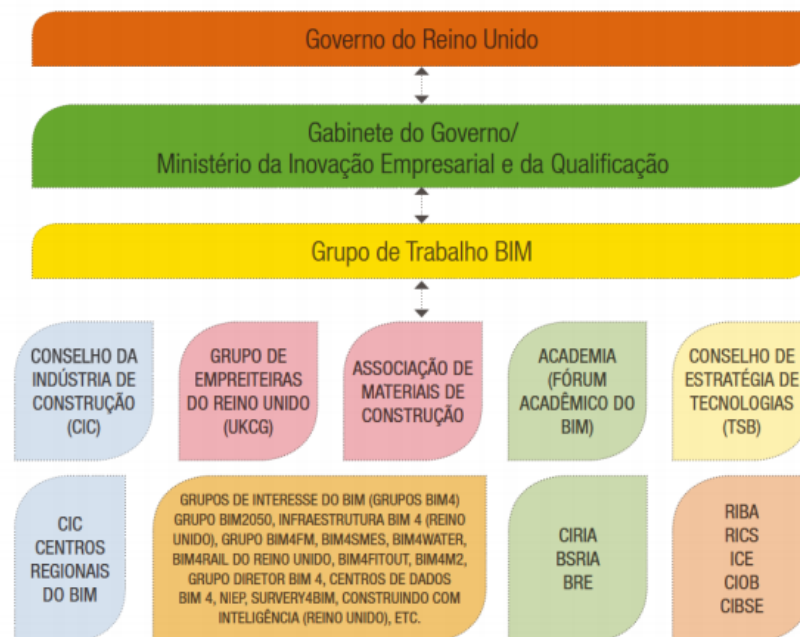 Governo do Reino Unido
Gabinete do Governo/
Ministério da Inovação Empresarial e da Qualificação
Grupo de Trabalho BIM
CONSELHO DA
INDÚSTRIA DE
CONSTRUÇÃO
(CIC)
GRUPO DE
EMPREITEIRAS
DO REINO UNIDO
(UKCG)
ASSOCIAÇÃO DE
MATERIAIS DE
CONSTRUÇÃO
ACADEMIA
(FÓRUM
ACADÊMICO DO
BIM)
CONSELHO DE
ESTRATÉGIA DE
TECNOLOGIAS
(TSB)
CIC
CENTROS
REGIONAIS
DO BIM
GRUPOS DE INTERESSE DO BIM (GRUPOS BIM4)
GRUPO BIM2050, INFRAESTRUTURA BIM 4 (REINO
UNIDO), GRUPO BIM4FM, BIM4SMES, BIM4WATER,
BIM4RAIL DO REINO UNIDO, BIM4FITOUT, BIM4M2,
GRUPO DIRETOR BIM 4, CENTROS DE DADOS
BIM 4, NIEP, SURVERY4BIM, CONSTRUINDO COM
INTELIGÊNCIA (REINO UNIDO), ETC.
CIRIA
BSRIA
BRE
RIBA
RICS
ICE
CIOB
CIBSE